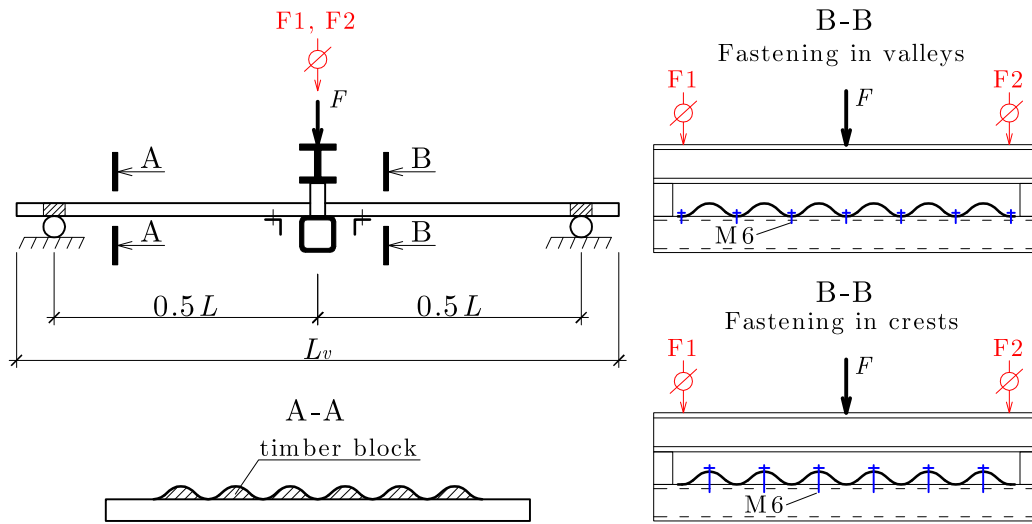 F1, F2
F
A
B
A
B
0.5 L
0.5 L
Lv
A-A
timber block
B-B
Fastening in valleys
F1
F
F2
M6
B-B
Fastening in crests
F1
F
F2
M6